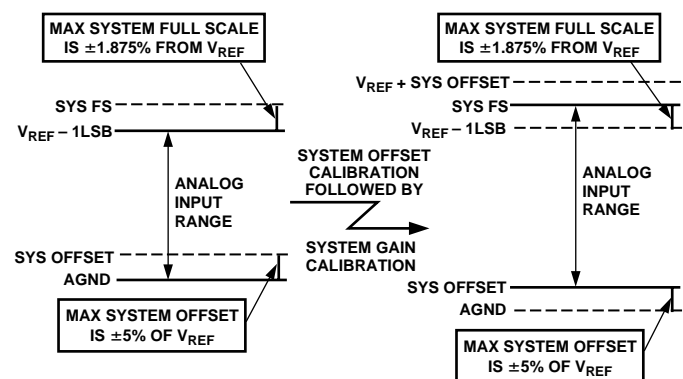 MAX SYSTEM FULL SCALE
IS ±1.875% FROM VREF
SYS FS
VREF – 1LSB
ANALOG
INPUT
RANGE
SYS OFFSET
AGND
MAX SYSTEM OFFSET
IS ±5% OF VREF
SYSTEM OFFSET
CALIBRATION
FOLLOWED BY
SYSTEM GAIN
CALIBRATION
MAX SYSTEM FULL SCALE
IS ±1.875% FROM VREF
VREF + SYS OFFSET
SYS FS
VREF – 1LSB
ANALOG
INPUT
RANGE
SYS OFFSET
AGND
MAX SYSTEM OFFSET
IS ±5% OF VREF